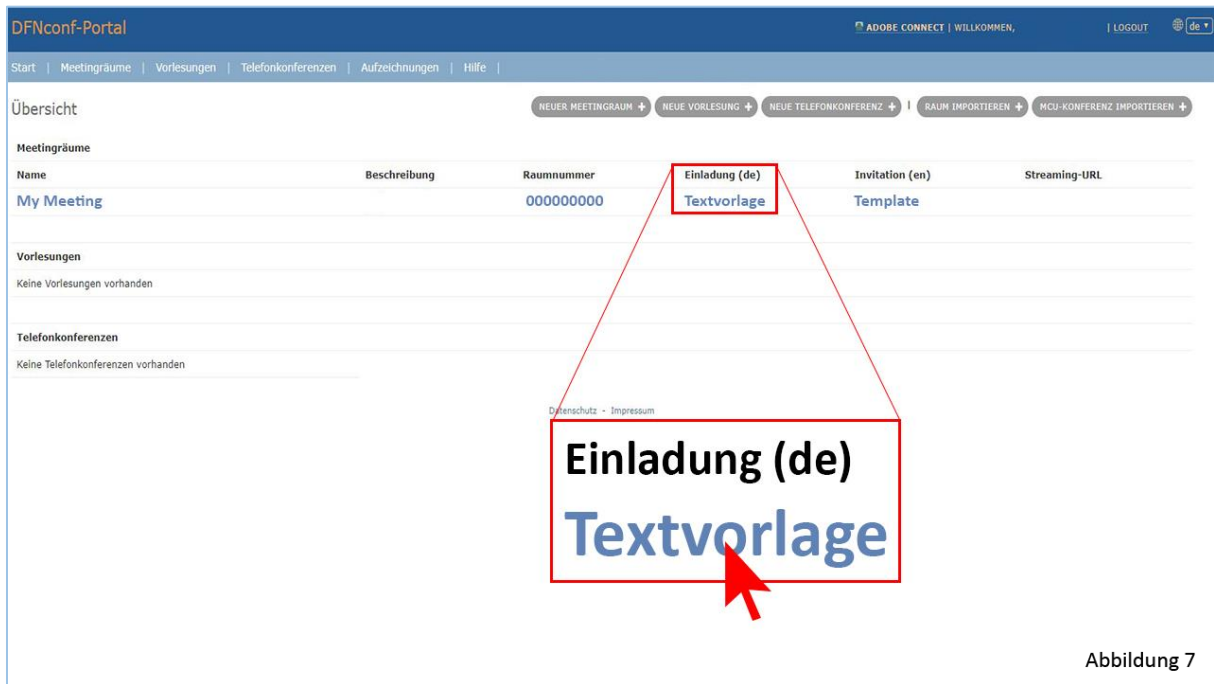 DFNconf-Portal ADOBE CONNECT | WILLKOMMEN, | LOGOUT de
Start | Meetingräume | Vorlesungen | Telefonkonferenzen | Aufzeichnungen | Hilfe |
Übersicht NEUER MEETINGRAUM + NEUE VORLESUNG + NEUE TELEFONKONFERENZ + | RAUM IMPORTIEREN + MCU-KONFERENZ IMPORTIEREN +
Meetingräume
Name Beschreibung Raumnummer Einladung (de) Invitation (en) Streaming-URL
My Meeting 000000000 Textvorlage Template
Vorlesungen
Keine Vorlesungen vorhanden
Telefonkonferenzen
Keine Telefonkonferenzen vorhanden
Datenschutz - Impressum
Einladung (de)
Textvorlage
Abbildung 7